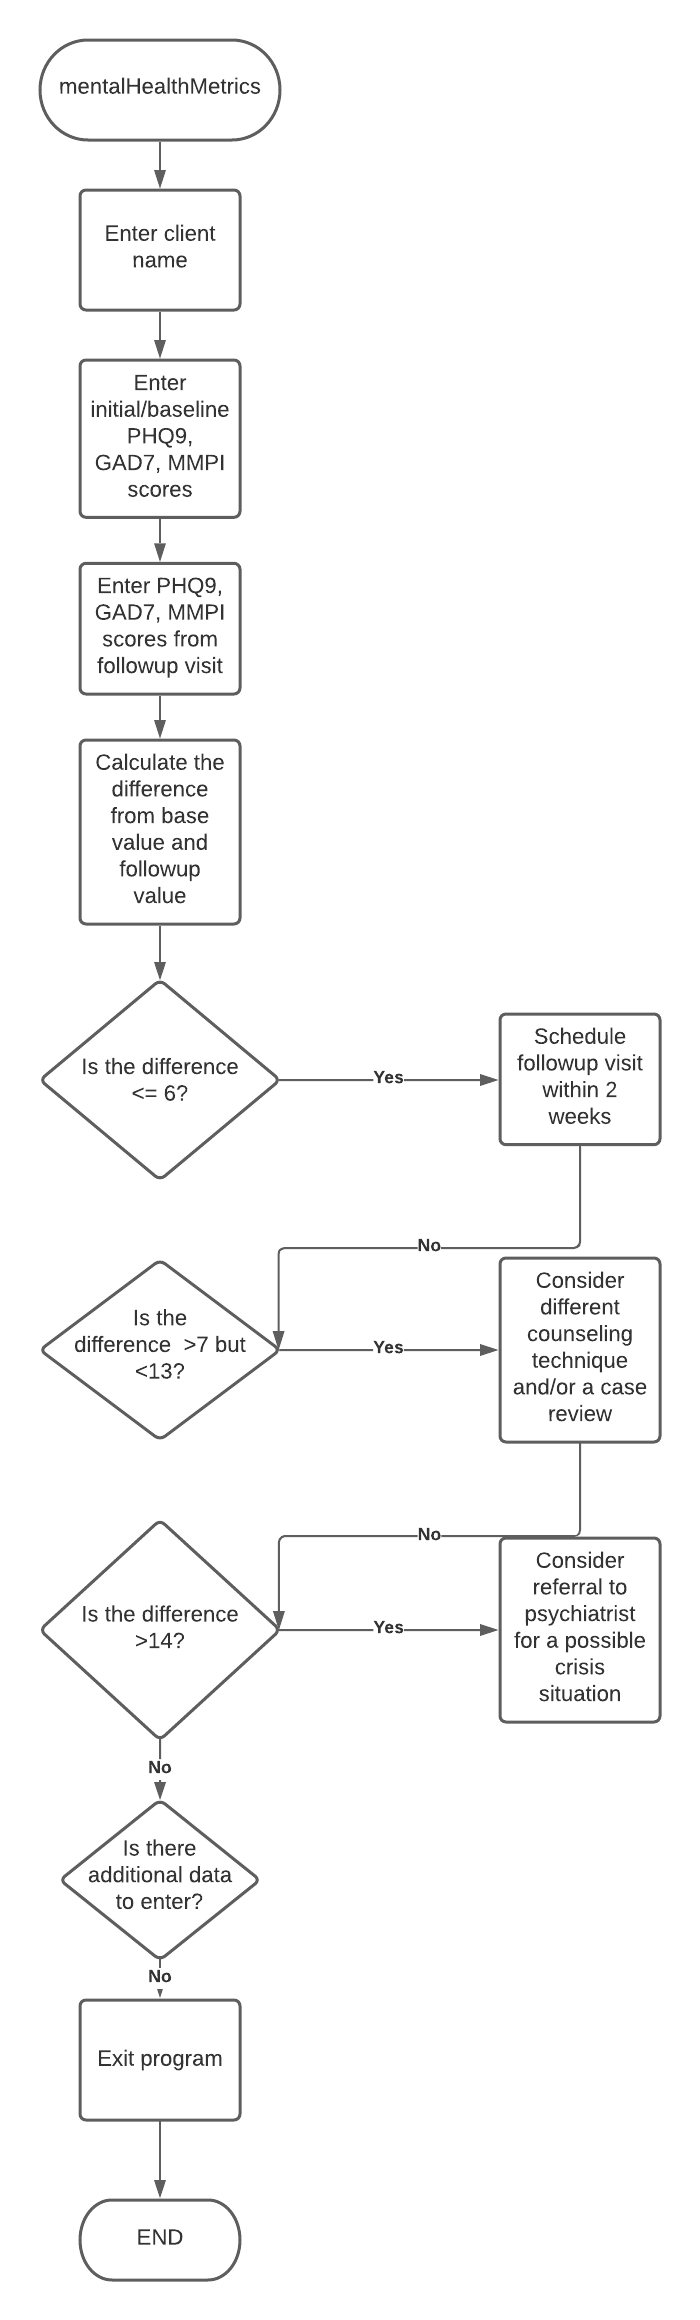 mentalHealthMetrics
Enter client
name
Enter
initial/baseline
PHQ9,
GAD7, MMPI
scores
Enter PHQ9,
GAD7, MMPI
scores from
followup visit
Calculate the
difference
from base
value and
followup
value
Is the difference
<= 6?
Yes
Schedule
followup visit
within 2
weeks
No
Is the
difference  >7 but
<13?
Yes
Consider
different
counseling
technique
and/or a case
review
No
Is the difference
>14?
Yes
Consider
referral to
psychiatrist
for a possible
crisis
situation
No
Is there
additional data
to enter?
No
Exit program
END